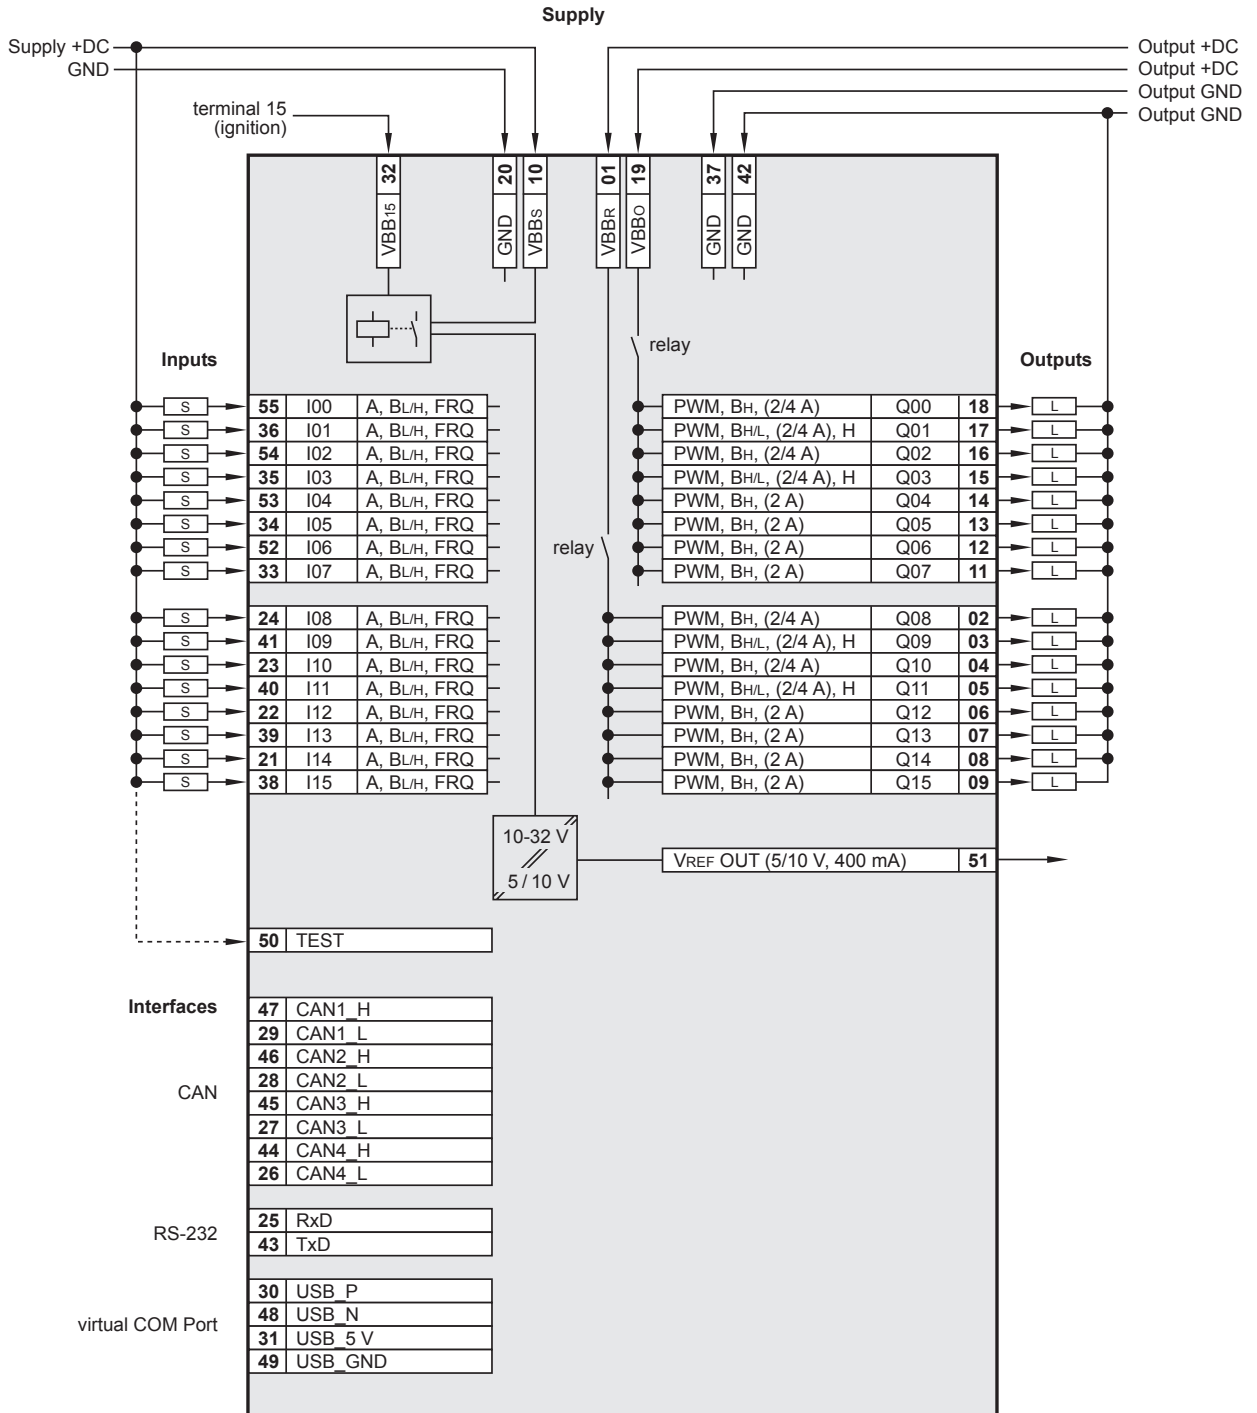 Supply
Supply +DC
GND
Output +DC
Output +DC
Output GND
Output GND
terminal 15
(ignition)
32 VBB15
20 GND
10 VBBS
01 VBBR
19 VBBO
37 GND
42 GND
relay
relay
Inputs
Outputs
S 55 I00 A, BL/H, FRQ
S 36 I01 A, BL/H, FRQ
S 54 I02 A, BL/H, FRQ
S 35 I03 A, BL/H, FRQ
S 53 I04 A, BL/H, FRQ
S 34 I05 A, BL/H, FRQ
S 52 I06 A, BL/H, FRQ
S 33 I07 A, BL/H, FRQ
S 24 I08 A, BL/H, FRQ
S 41 I09 A, BL/H, FRQ
S 23 I10 A, BL/H, FRQ
S 40 I11 A, BL/H, FRQ
S 22 I12 A, BL/H, FRQ
S 39 I13 A, BL/H, FRQ
S 21 I14 A, BL/H, FRQ
S 38 I15 A, BL/H, FRQ
PWM, BH, (2/4 A) Q00 18 L
PWM, BH/L, (2/4 A), H Q01 17 L
PWM, BH, (2/4 A) Q02 16 L
PWM, BH/L, (2/4 A), H Q03 15 L
PWM, BH, (2 A) Q04 14 L
PWM, BH, (2 A) Q05 13 L
PWM, BH, (2 A) Q06 12 L
PWM, BH, (2 A) Q07 11 L
PWM, BH, (2/4 A) Q08 02 L
PWM, BH/L, (2/4 A), H Q09 03 L
PWM, BH, (2/4 A) Q10 04 L
PWM, BH/L, (2/4 A), H Q11 05 L
PWM, BH, (2 A) Q12 06 L
PWM, BH, (2 A) Q13 07 L
PWM, BH, (2 A) Q14 08 L
PWM, BH, (2 A) Q15 09 L
10-32 V
//
5 / 10 V
VREF OUT (5/10 V, 400 mA) 51
50 TEST
Interfaces
CAN
47 CAN1_H
29 CAN1_L
46 CAN2_H
28 CAN2_L
45 CAN3_H
27 CAN3_L
44 CAN4_H
26 CAN4_L
RS-232
25 RxD
43 TxD
virtual COM Port
30 USB_P
48 USB_N
31 USB_5 V
49 USB_GND